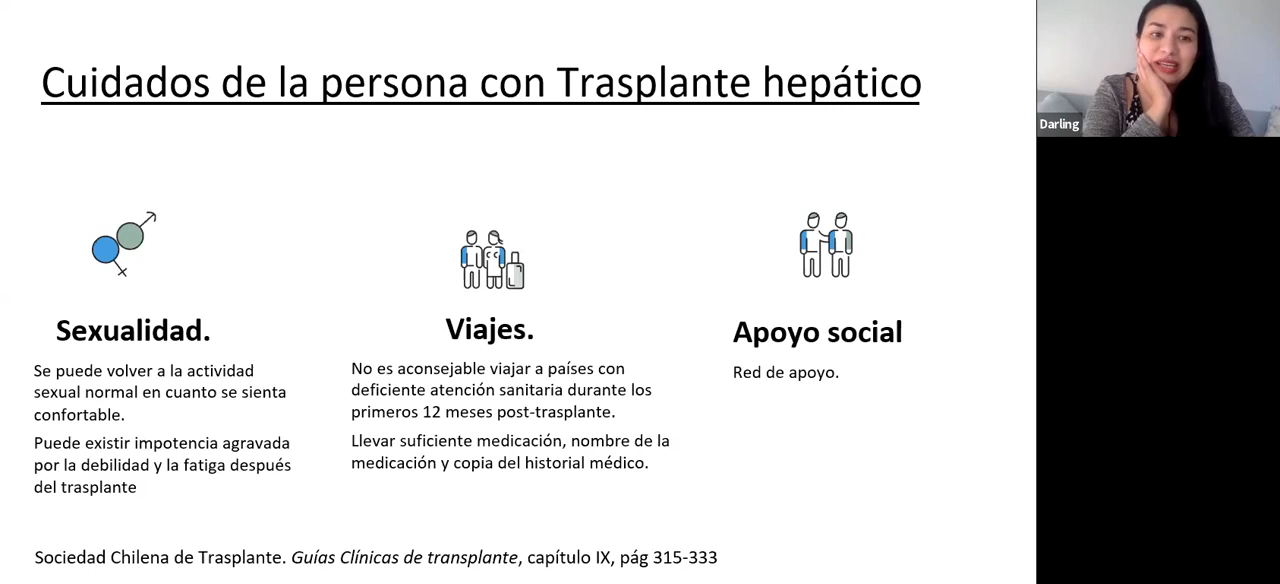 Cuidados de la persona con Trasplante hepático
Darling
Sexualidad.
Se puede volver a la actividad
sexual normal en cuanto se sienta
confortable.
Puede existir impotencia agravada
por la debilidad y la fatiga después
del trasplante
Viajes.
No es aconsejable viajar a países con
deficiente atención sanitaria durante los
primeros 12 meses post-trasplante.
Llevar suficiente medicación, nombre de la
medicación y copia del historial médico.
Apoyo social
Red de apoyo.
Sociedad Chilena de Trasplante. Guías Clínicas de transplante, capítulo IX, pág 315-333